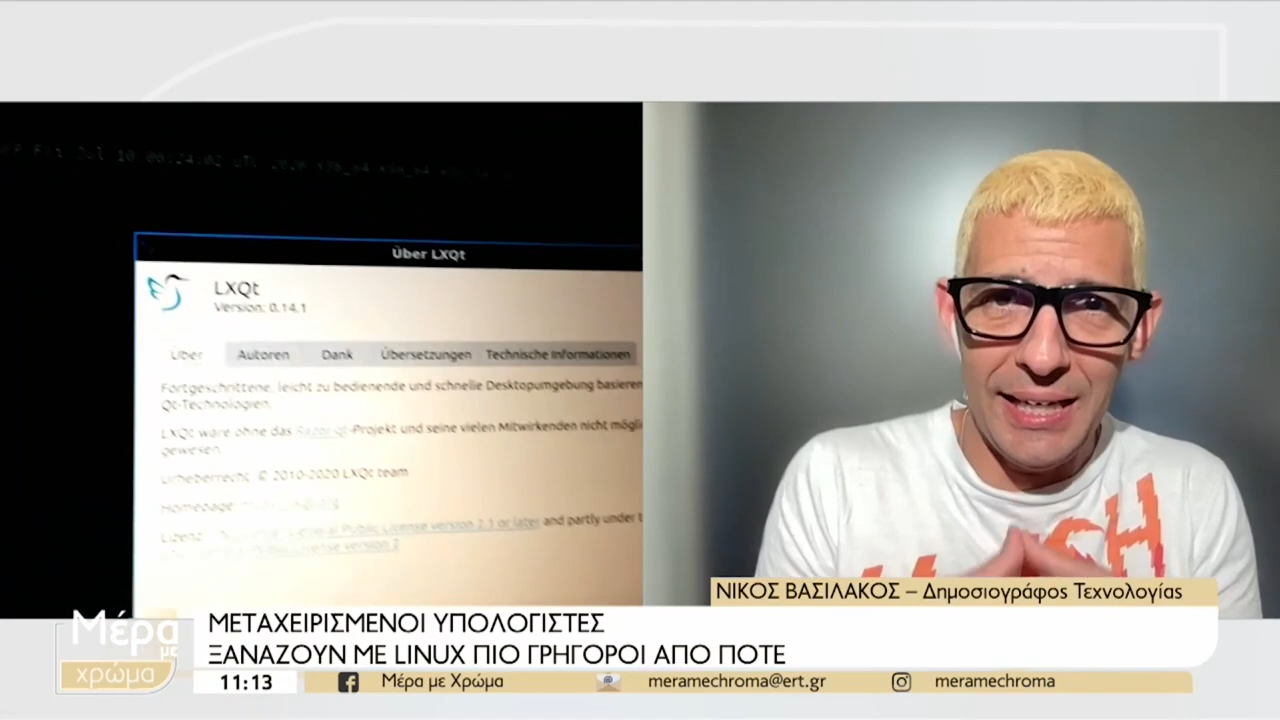 Über LXQt
LXQt
Version: 0.14.1
Über Autoren Dank Übersetzungen Technische Informationen
Fortgeschrittene, leicht zu bedienende und schnelle Desktopumgebung basieren
Qt-Technologien.
LXQt wäre ohne das Razor-qt-Projekt und seine vielen Mitwirkenden nicht mögli
gewesen.
Urheberrecht: © 2010-2020 LXQt team
Homepage:
Lizenz: General Public License version 2.1 or later and partly under t
Public License version 2
ΝΙΚΟΣ ΒΑΣΙΛΑΚΟΣ – Δημοσιογράφος Τεχνολογίας
Μέρα
με
χρώμα
ΜΕΤΑΧΕΙΡΙΣΜΕΝΟΙ ΥΠΟΛΟΓΙΣΤΕΣ
ΞΑΝΑΖΟΥΝ ΜΕ LINUX ΠΙΟ ΓΡΗΓΟΡΟΙ ΑΠΟ ΠΟΤΕ
11:13 Μέρα με Χρώμα meramechroma@ert.gr meramechroma